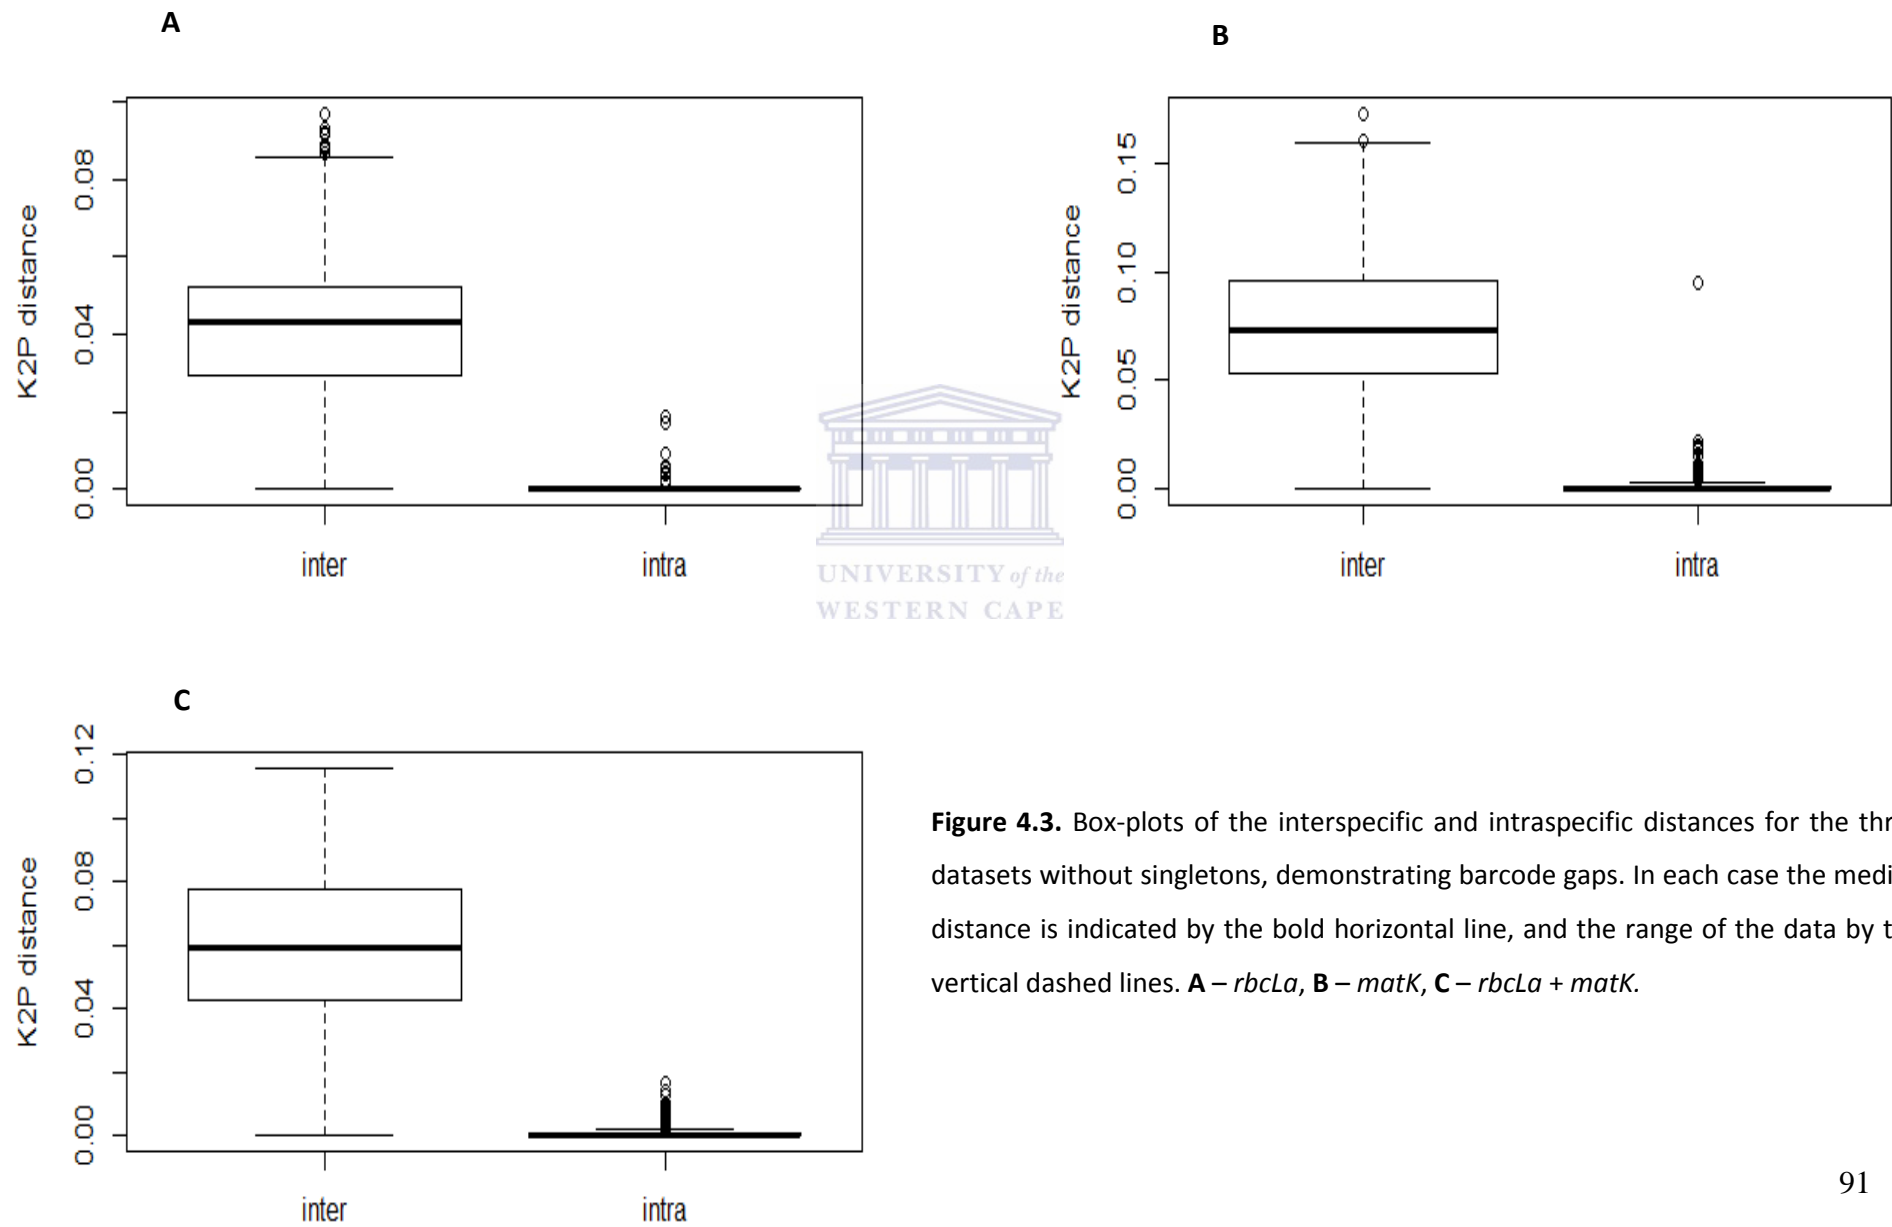 A
K2P distance
0.00
0.04
0.08
inter
intra
B
K2P distance
0.00
0.05
0.10
0.15
inter
intra
UNIVERSITY of the
WESTERN CAPE
C
K2P distance
0.00
0.04
0.08
0.12
inter
intra
Figure 4.3. Box-plots of the interspecific and intraspecific distances for the thr
datasets without singletons, demonstrating barcode gaps. In each case the medi
distance is indicated by the bold horizontal line, and the range of the data by t
vertical dashed lines. A – rbcLa, B – matK, C – rbcLa + matK.
91